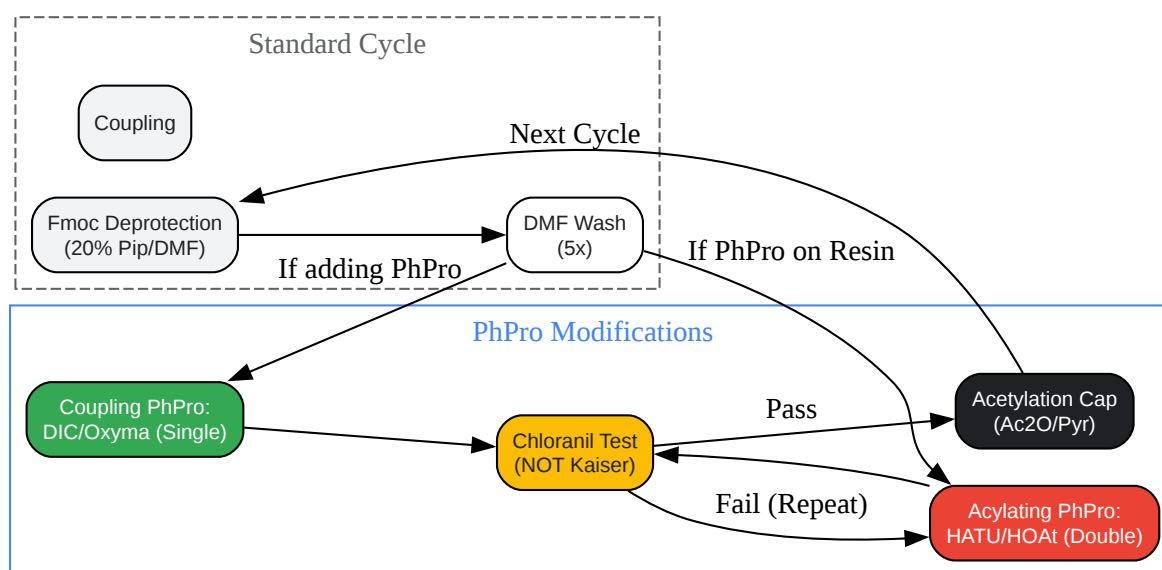 Standard Cycle
Coupling
Next Cycle
Fmoc Deprotection
(20% Pip/DMF)
DMF Wash
(5x)
If adding PhPro
If PhPro on Resin
PhPro Modifications
Coupling PhPro:
DIC/Oxyma (Single)
Chloranil Test
(NOT Kaiser)
Pass
Acetylation Cap
(Ac2O/Pyr)
Fail (Repeat)
Acylating PhPro:
HATU/HOAt (Double)